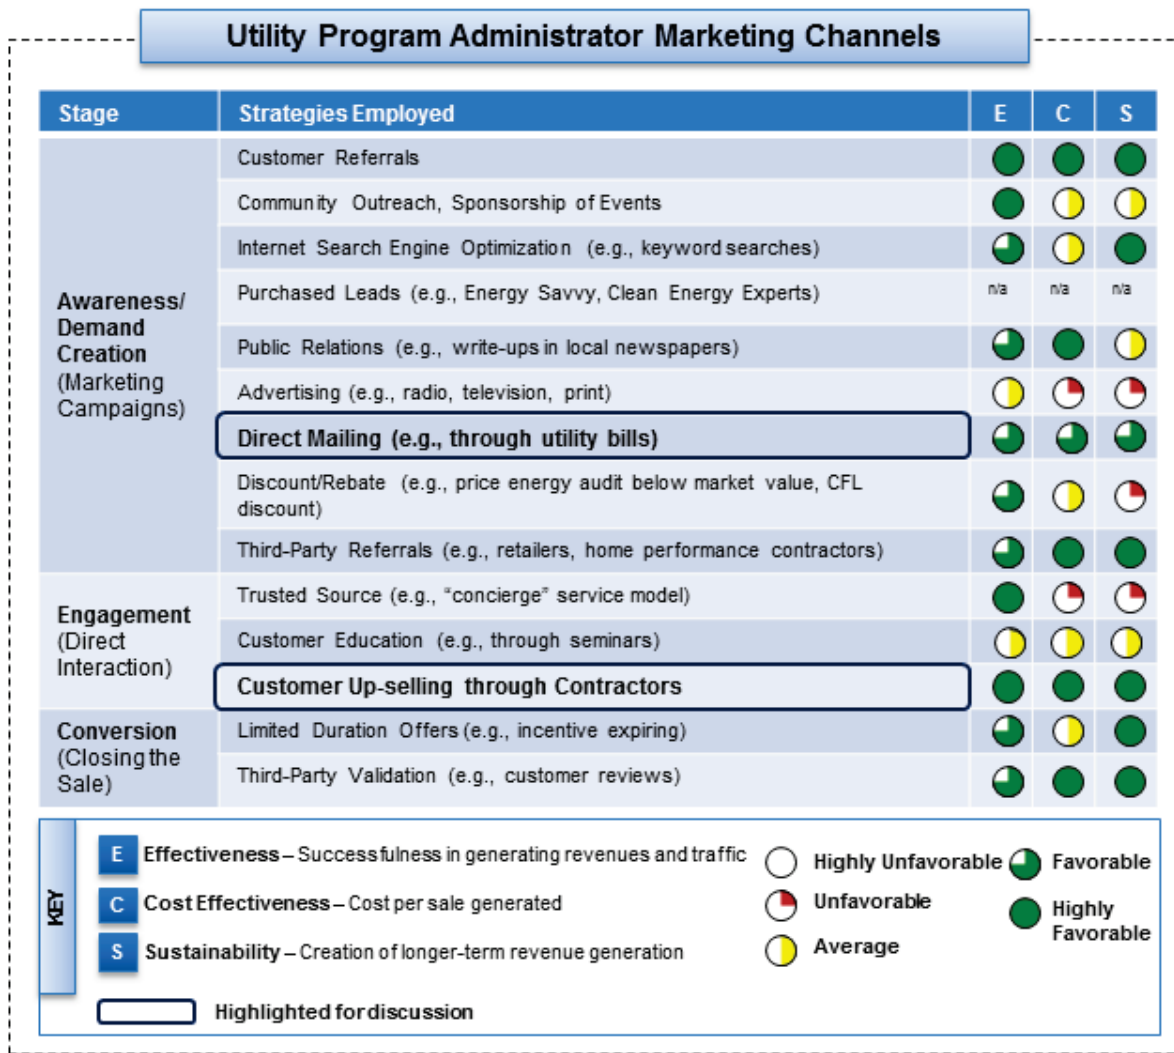 Utility Program Administrator Marketing Channels
Stage Strategies Employed E C S
Awareness/
Demand
Creation
(Marketing
Campaigns)
Customer Referrals
Community Outreach, Sponsorship of Events
Internet Search Engine Optimization (e.g., keyword searches)
Purchased Leads (e.g., Energy Savvy, Clean Energy Experts) n/a n/a n/a
Public Relations (e.g., write-ups in local newspapers)
Advertising (e.g., radio, television, print)
Direct Mailing (e.g., through utility bills)
Discount/Rebate (e.g., price energy audit below market value, CFL
discount)
Third-Party Referrals (e.g., retailers, home performance contractors)
Engagement
(Direct
Interaction)
Trusted Source (e.g., “concierge” service model)
Customer Education (e.g., through seminars)
Customer Up-selling through Contractors
Conversion
(Closing the
Sale)
Limited Duration Offers (e.g., incentive expiring)
Third-Party Validation (e.g., customer reviews)
KEY
E Effectiveness – Successfulness in generating revenues and traffic
C Cost Effectiveness – Cost per sale generated
S Sustainability – Creation of longer-term revenue generation
Highly Unfavorable
Unfavorable
Average
Favorable
Highly
Favorable
Highlighted for discussion